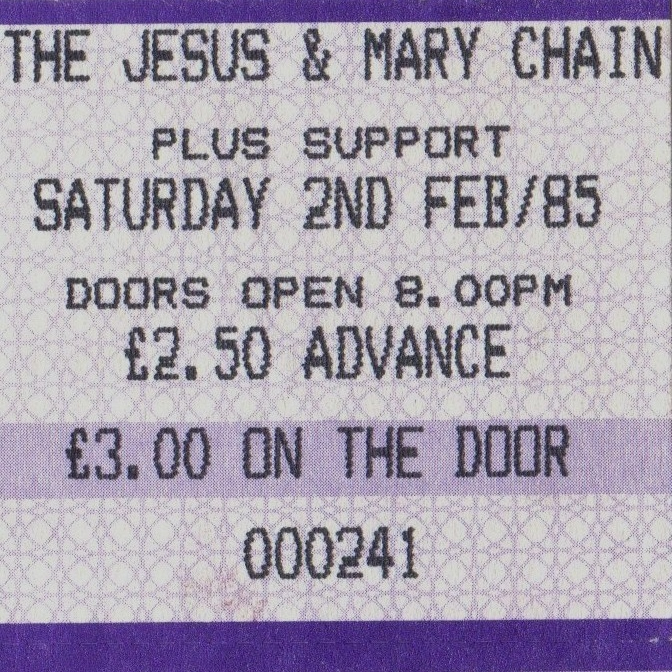 THE JESUS & MARY CHAIN
PLUS SUPPORT
SATURDAY 2ND FEB/85
DOORS OPEN 8.00PM
£2.50 ADVANCE
£3.00 ON THE DOOR
000241